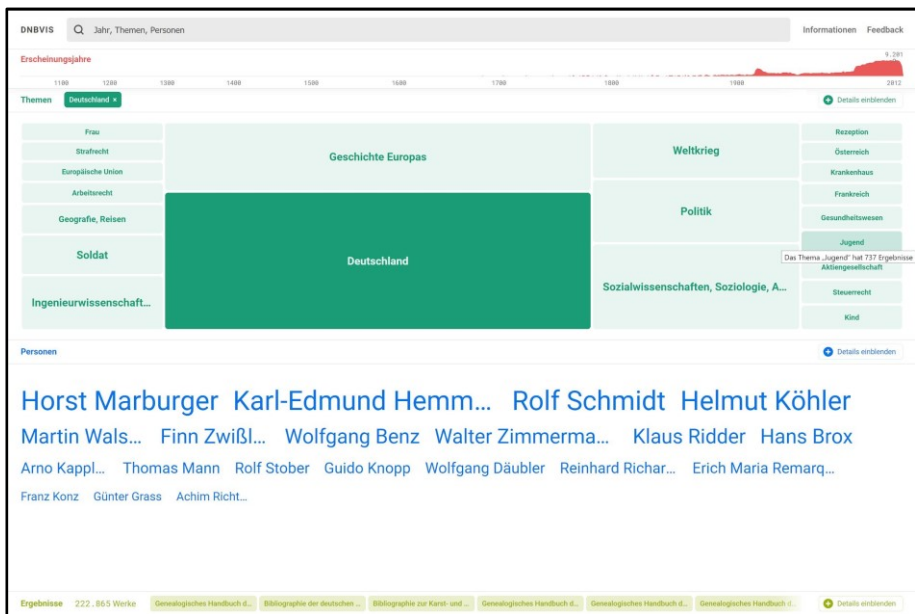 DNBVIS Jahr, Themen, Personen Informationen Feedback
Erscheinungsjahre 9.201
1100 1200 1300 1400 1500 1600 1700 1800 1900 2012
Themen Deutschland × Details einblenden
Frau
Strafrecht
Europäische Union
Arbeitsrecht
Geografie, Reisen
Soldat
Ingenieurwissenschaft...
Geschichte Europas
Deutschland
Weltkrieg
Politik
Sozialwissenschaften, Soziologie, A...
Rezeption
Österreich
Krankenhaus
Frankreich
Gesundheitswesen
Jugend
Das Thema „Jugend" hat 737 Ergebnisse
Aktiengesellschaft
Steuerrecht
Kind
Personen Details einblenden
Horst Marburger Karl-Edmund Hemm... Rolf Schmidt Helmut Köhler
Martin Wals... Finn Zwißl... Wolfgang Benz Walter Zimmerma... Klaus Ridder Hans Brox
Arno Kappl... Thomas Mann Rolf Stober Guido Knopp Wolfgang Däubler Reinhard Richar... Erich Maria Remarq...
Franz Konz Günter Grass Achim Richt...
Ergebnisse 222.865 Werke Genealogisches Handbuch d... Bibliographie der deutschen ... Bibliographie zur Karst- und ... Genealogisches Handbuch d... Genealogisches Handbuch d... Genealogisches Handbuch d... Details einblenden